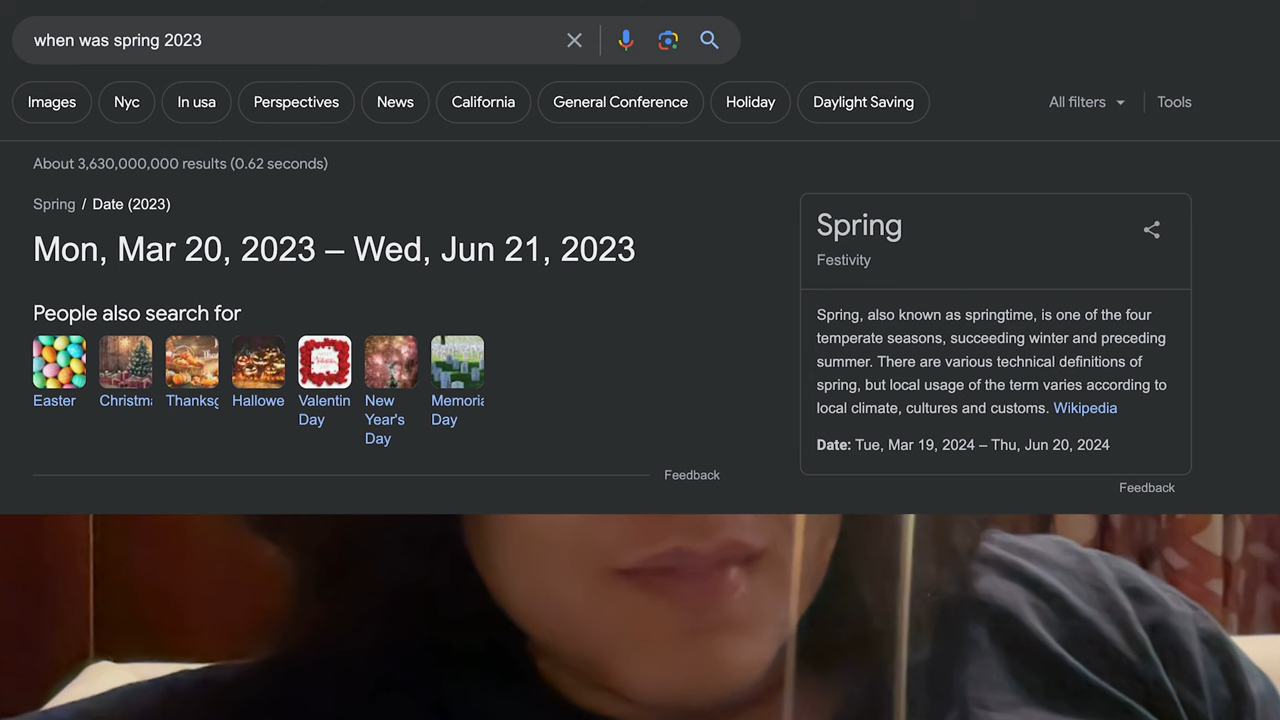 when was spring 2023
Images
Nyc
In usa
Perspectives
News
California
General Conference
Holiday
Daylight Saving
All filters
Tools
About 3,630,000,000 results (0.62 seconds)
Spring / Date (2023)
Mon, Mar 20, 2023 – Wed, Jun 21, 2023
People also search for
Easter
Christm
Thanksg
Hallowe
Valentin
Day
New
Year's
Day
Memoria
Day
Feedback
Spring
Festivity
Spring, also known as springtime, is one of the four
temperate seasons, succeeding winter and preceding
summer. There are various technical definitions of
spring, but local usage of the term varies according to
local climate, cultures and customs. Wikipedia
Date: Tue, Mar 19, 2024 – Thu, Jun 20, 2024
Feedback